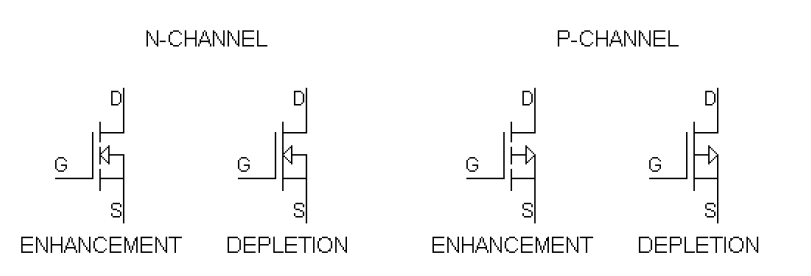 N-CHANNEL P-CHANNEL
D D D D
G G G G
S S S S
ENHANCEMENT DEPLETION ENHANCEMENT DEPLETION